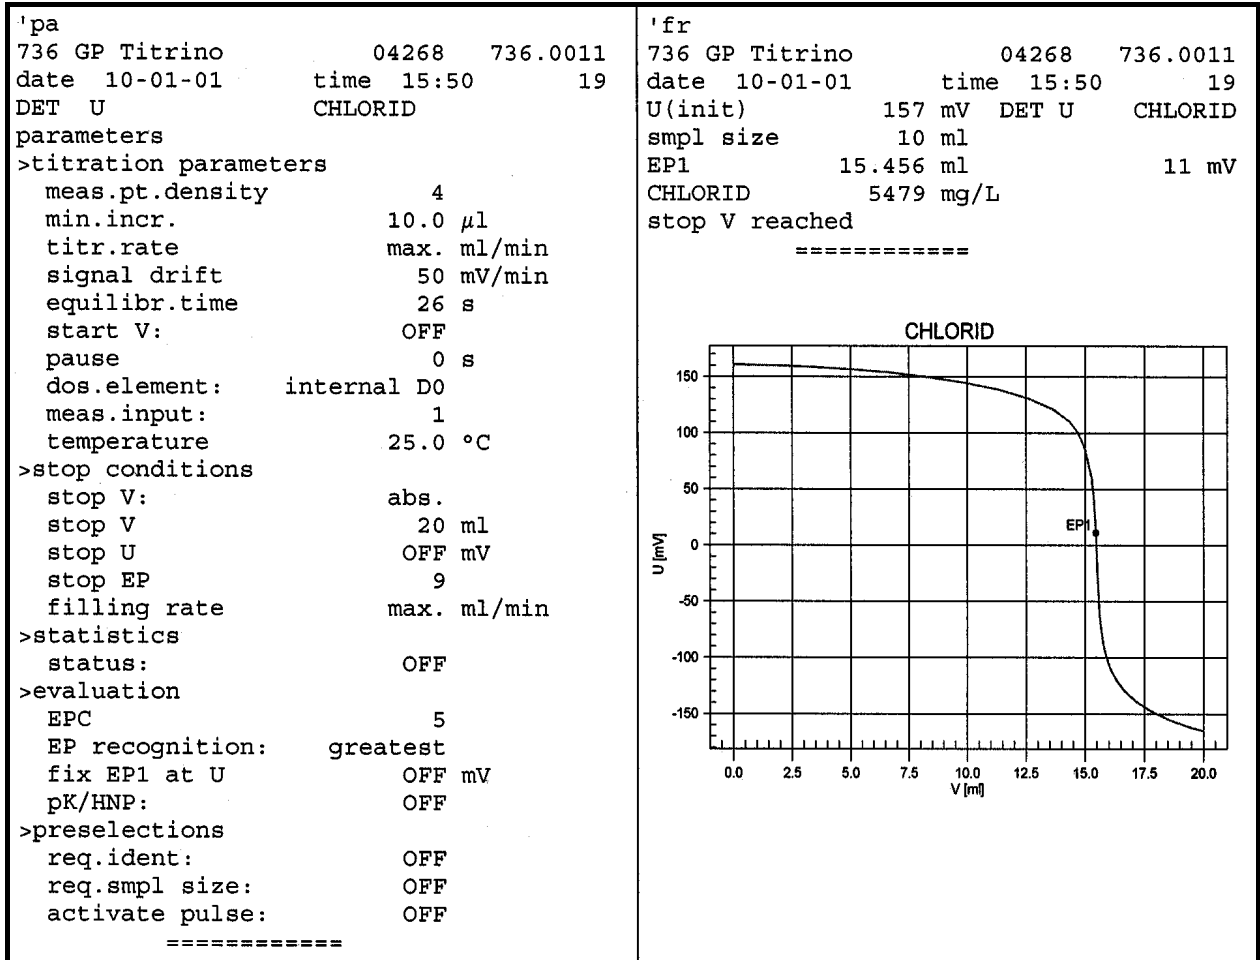 'pa
736 GP Titrino 04268 736.0011
date 10-01-01 time 15:50 19
DET U CHLORID
parameters
>titration parameters
meas.pt.density 4
min.incr. 10.0 µl
titr.rate max. ml/min
signal drift 50 mV/min
equilibr.time 26 s
start V: OFF
pause 0 s
dos.element: internal D0
meas.input: 1
temperature 25.0 °C
>stop conditions
stop V: abs.
stop V 20 ml
stop U OFF mV
stop EP 9
filling rate max. ml/min
>statistics
status: OFF
>evaluation
EPC 5
EP recognition: greatest
fix EP1 at U OFF mV
pK/HNP: OFF
>preselections
req.ident: OFF
req.smpl size: OFF
activate pulse: OFF
============
'fr
736 GP Titrino 04268 736.0011
date 10-01-01 time 15:50 19
U(init) 157 mV DET U CHLORID
smpl size 10 ml
EP1 15.456 ml 11 mV
CHLORID 5479 mg/L
stop V reached
============
CHLORID
150
100
50
EP1
0
-50
-100
-150
U [mV]
0.0 2.5 5.0 7.5 10.0 12.5 15.0 17.5 20.0
V [ml]